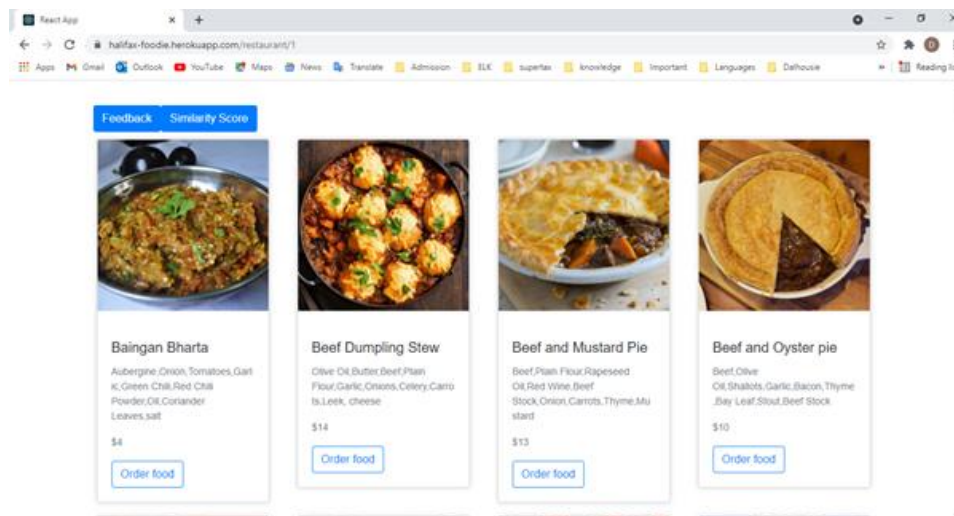 React App
halifax-foodie.herokuapp.com/restaurant/1
Apps Gmail Outlook YouTube Maps News Translate Admission ELK supertax knowledge Important Languages Dalhousie » Reading lis
Feedback Similarity Score
Baingan Bharta
Aubergine,Onion,Tomatoes,Garl
ic,Green Chili,Red Chili
Powder,Oil,Coriander
Leaves,salt
$4
Order food
Beef Dumpling Stew
Olive Oil,Butter,Beef,Plain
Flour,Garlic,Onions,Celery,Carro
ts,Leek, cheese
$14
Order food
Beef and Mustard Pie
Beef,Plain Flour,Rapeseed
Oil,Red Wine,Beef
Stock,Onion,Carrots,Thyme,Mu
stard
$13
Order food
Beef and Oyster pie
Beef,Olive
Oil,Shallots,Garlic,Bacon,Thyme
,Bay Leaf,Stout,Beef Stock
$10
Order food